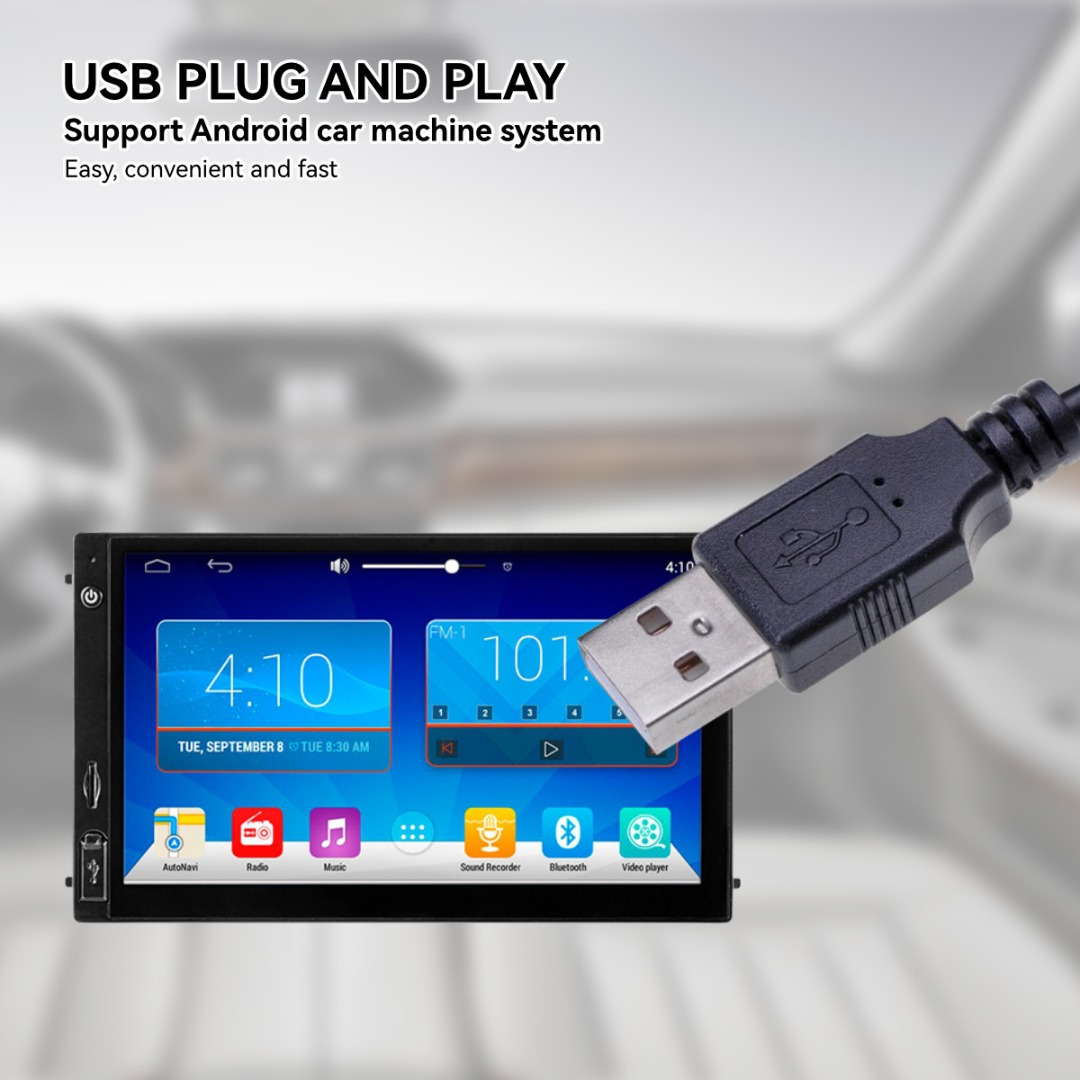 USB PLUG AND PLAY
Support Android car machine system
Easy, convenient and fast
4:10
4:10
FM-1
101.
1 2 3 4 5
TUE, SEPTEMBER 8 TUE 8:30 AM
AutoNavi Radio Music Sound Recorder Bluetooth Video player